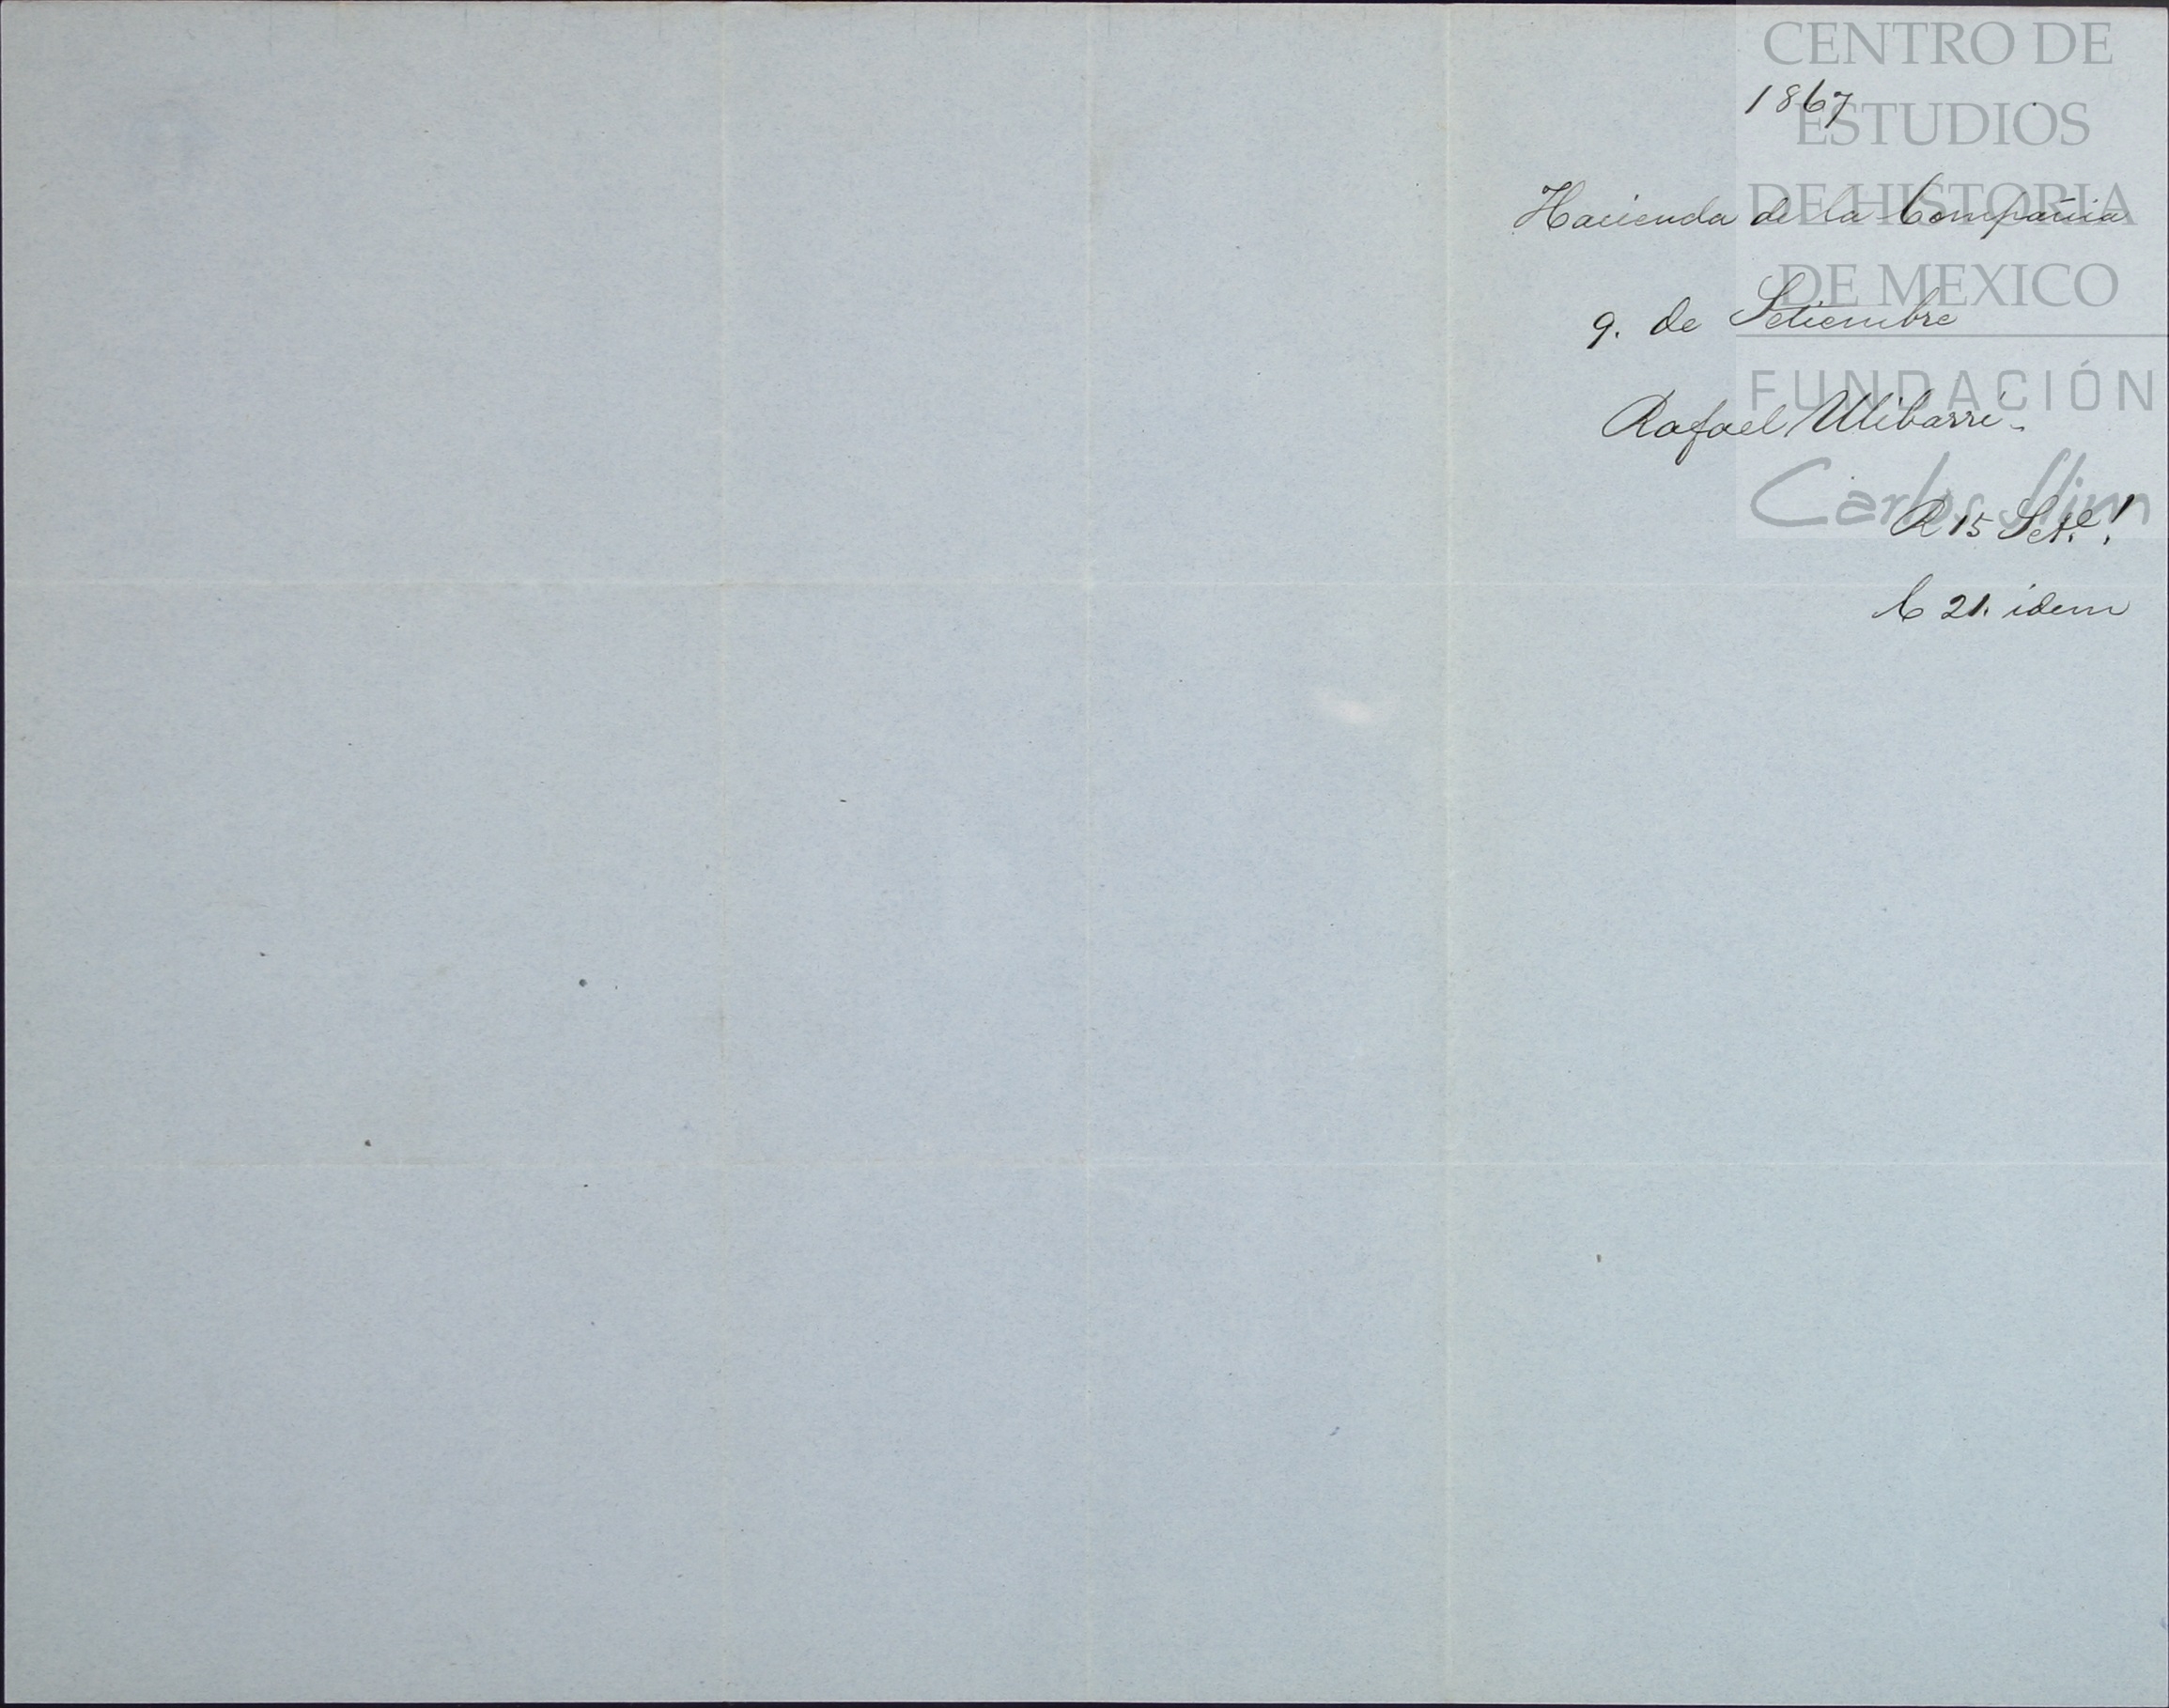 CENTRO DE
1867
ESTUDIOS
DE HISTORIA
Hacienda de la Compañia
DE MEXICO
9. de Setiembre
FUNDACIÓN
Rafael Ulibarri.
Carlos Slim
R 15 Set.e!
C 21. idem